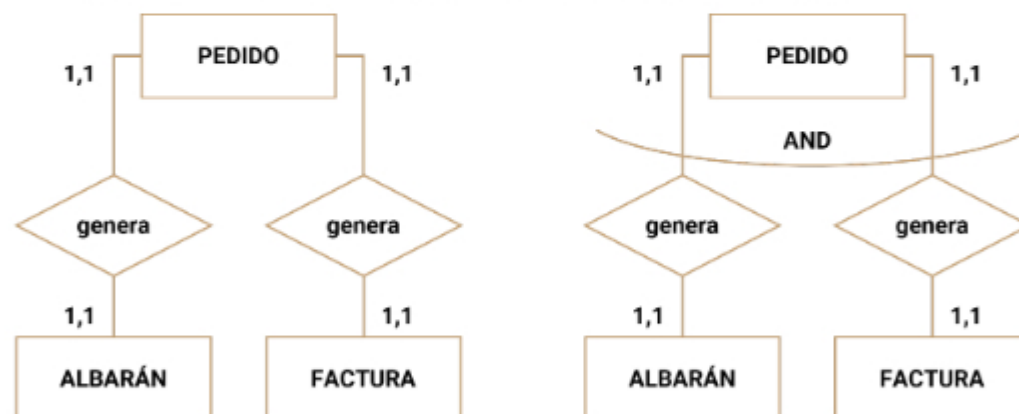 PEDIDO
1,1 1,1
genera genera
1,1 1,1
ALBARÁN FACTURA
PEDIDO
1,1 1,1
AND
genera genera
1,1 1,1
ALBARÁN FACTURA